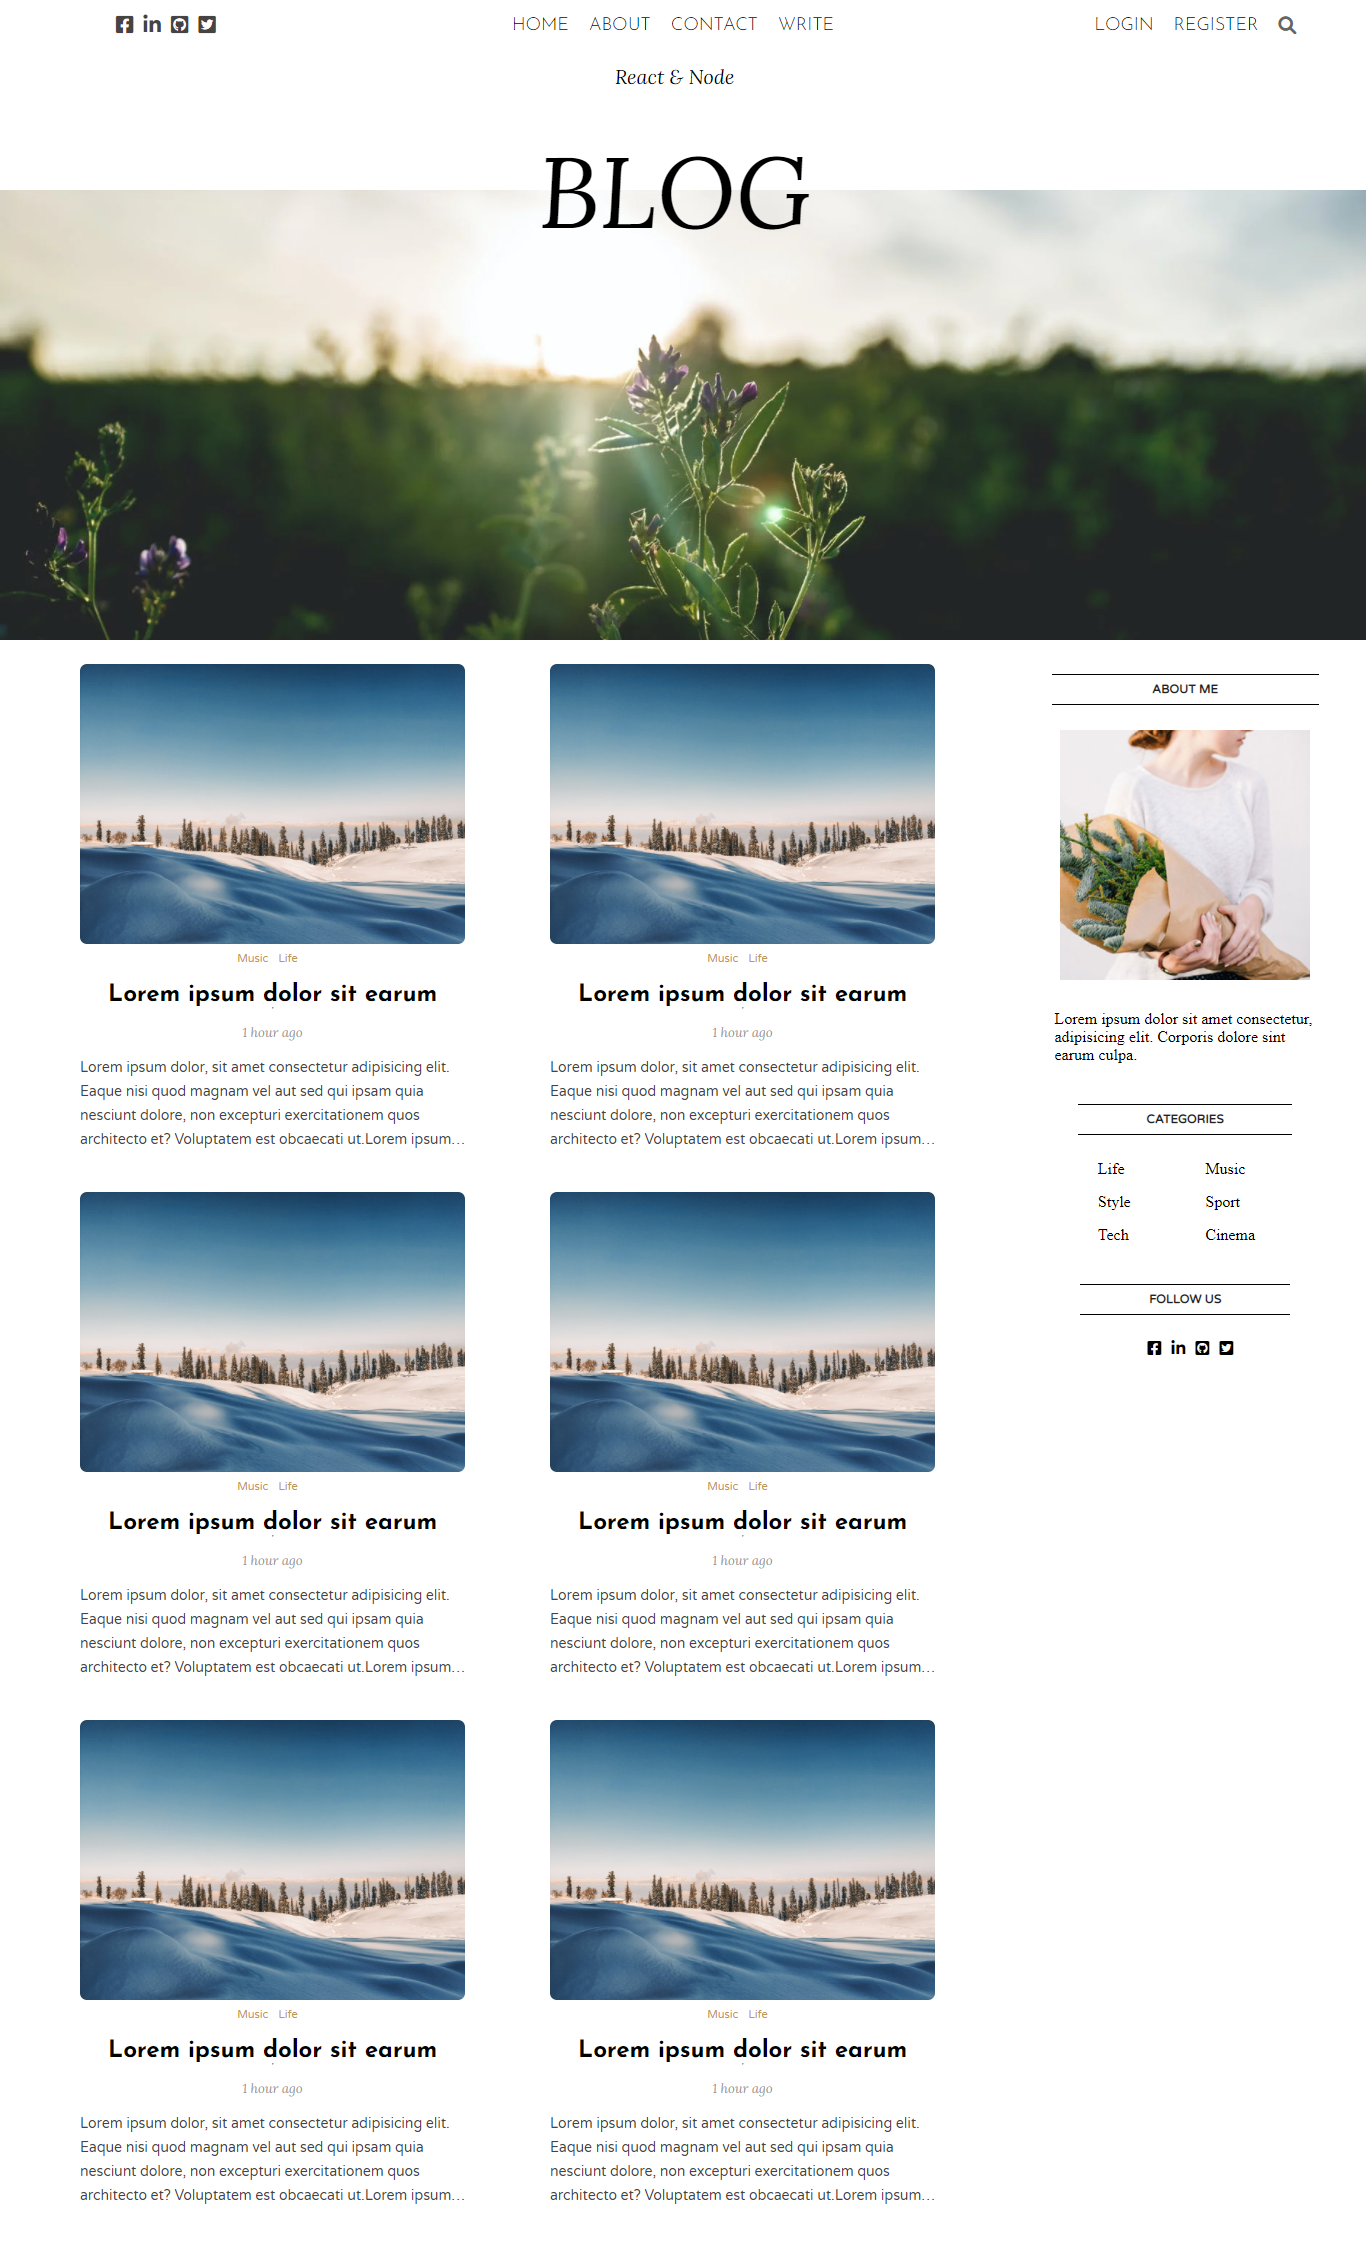 HOME ABOUT CONTACT WRITE
LOGIN REGISTER
React & Node
BLOG
Music Life
Lorem ipsum dolor sit earum
1 hour ago
Lorem ipsum dolor, sit amet consectetur adipisicing elit.
Eaque nisi quod magnam vel aut sed qui ipsam quia
nesciunt dolore, non excepturi exercitationem quos
architecto et? Voluptatem est obcaecati ut.Lorem ipsum...
Music Life
Lorem ipsum dolor sit earum
1 hour ago
Lorem ipsum dolor, sit amet consectetur adipisicing elit.
Eaque nisi quod magnam vel aut sed qui ipsam quia
nesciunt dolore, non excepturi exercitationem quos
architecto et? Voluptatem est obcaecati ut.Lorem ipsum...
Music Life
Lorem ipsum dolor sit earum
1 hour ago
Lorem ipsum dolor, sit amet consectetur adipisicing elit.
Eaque nisi quod magnam vel aut sed qui ipsam quia
nesciunt dolore, non excepturi exercitationem quos
architecto et? Voluptatem est obcaecati ut.Lorem ipsum...
Music Life
Lorem ipsum dolor sit earum
1 hour ago
Lorem ipsum dolor, sit amet consectetur adipisicing elit.
Eaque nisi quod magnam vel aut sed qui ipsam quia
nesciunt dolore, non excepturi exercitationem quos
architecto et? Voluptatem est obcaecati ut.Lorem ipsum...
Music Life
Lorem ipsum dolor sit earum
1 hour ago
Lorem ipsum dolor, sit amet consectetur adipisicing elit.
Eaque nisi quod magnam vel aut sed qui ipsam quia
nesciunt dolore, non excepturi exercitationem quos
architecto et? Voluptatem est obcaecati ut.Lorem ipsum...
Music Life
Lorem ipsum dolor sit earum
1 hour ago
Lorem ipsum dolor, sit amet consectetur adipisicing elit.
Eaque nisi quod magnam vel aut sed qui ipsam quia
nesciunt dolore, non excepturi exercitationem quos
architecto et? Voluptatem est obcaecati ut.Lorem ipsum...
ABOUT ME
Lorem ipsum dolor sit amet consectetur,
adipisicing elit. Corporis dolore sint
earum culpa.
CATEGORIES
Life Music
Style Sport
Tech Cinema
FOLLOW US